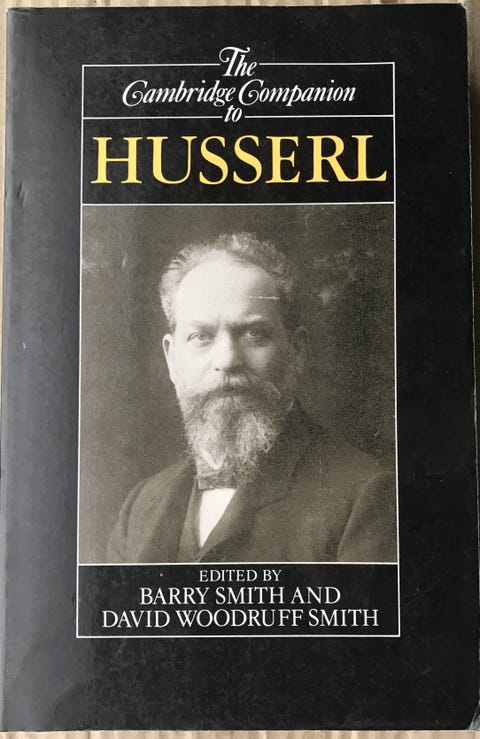 The
Cambridge Companion
to
HUSSERL
EDITED BY
BARRY SMITH AND
DAVID WOODRUFF SMITH